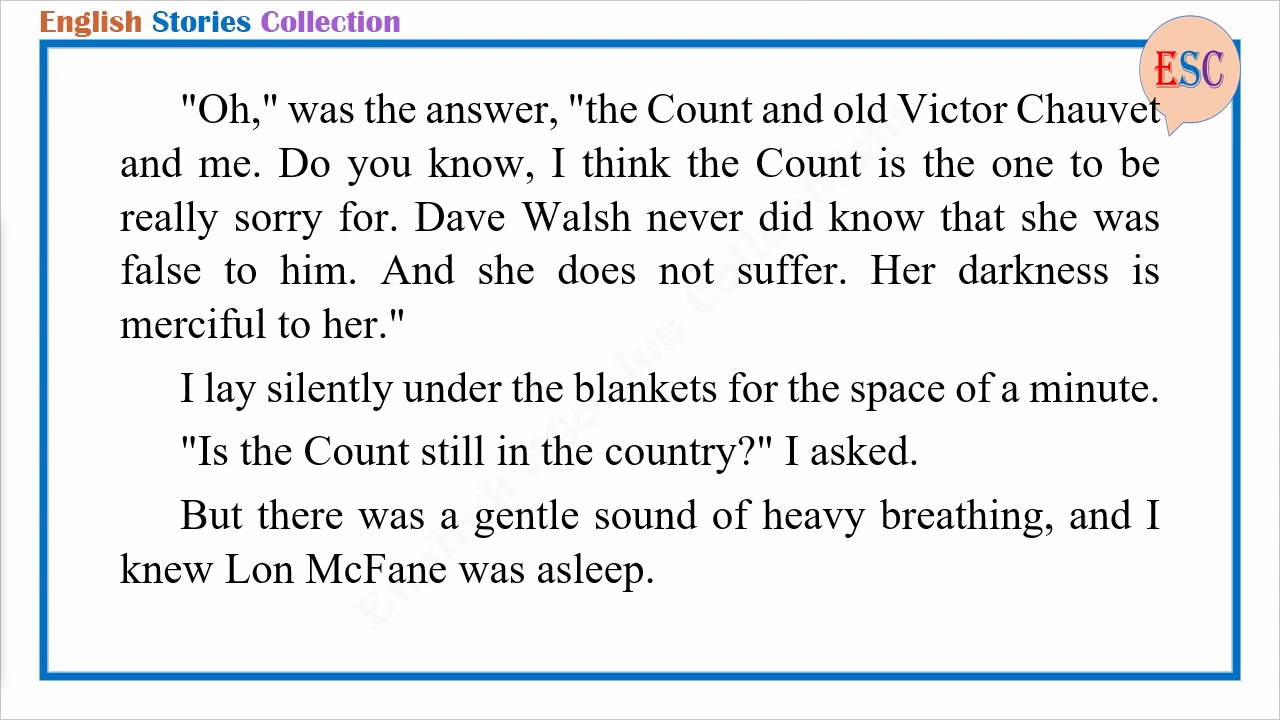 English Stories Collection
ESC
"Oh," was the answer, "the Count and old Victor Chauvet
and me. Do you know, I think the Count is the one to be
really sorry for. Dave Walsh never did know that she was
false to him. And she does not suffer. Her darkness is
merciful to her."
I lay silently under the blankets for the space of a minute.
"Is the Count still in the country?" I asked.
But there was a gentle sound of heavy breathing, and I
knew Lon McFane was asleep.
English Stories Collection